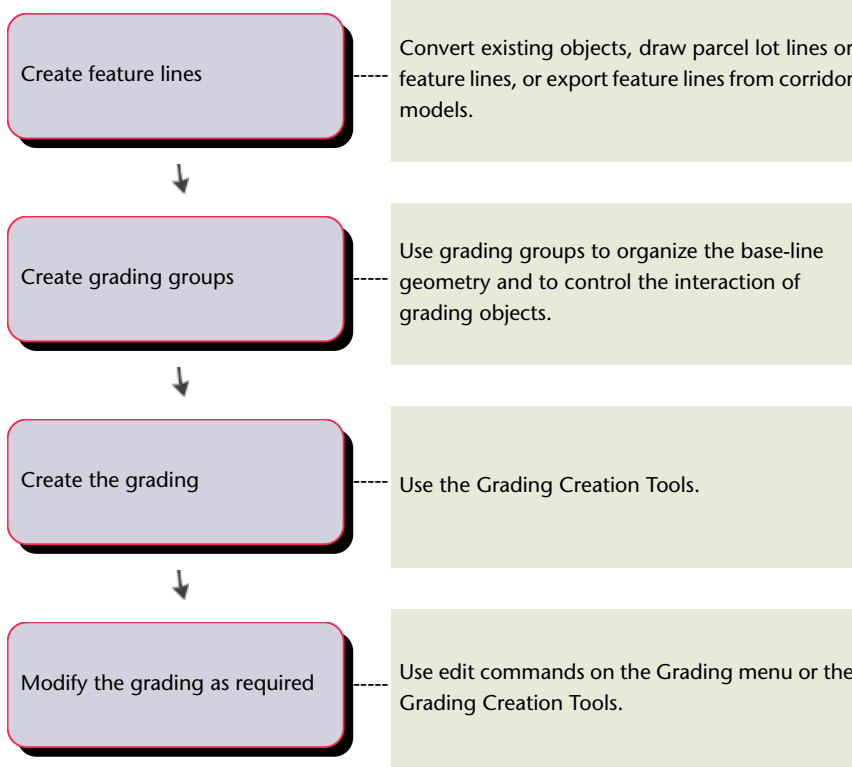 Create feature lines
Convert existing objects, draw parcel lot lines or
feature lines, or export feature lines from corridor
models.
Create grading groups
Use grading groups to organize the base-line
geometry and to control the interaction of
grading objects.
Create the grading
Use the Grading Creation Tools.
Modify the grading as required
Use edit commands on the Grading menu or the
Grading Creation Tools.